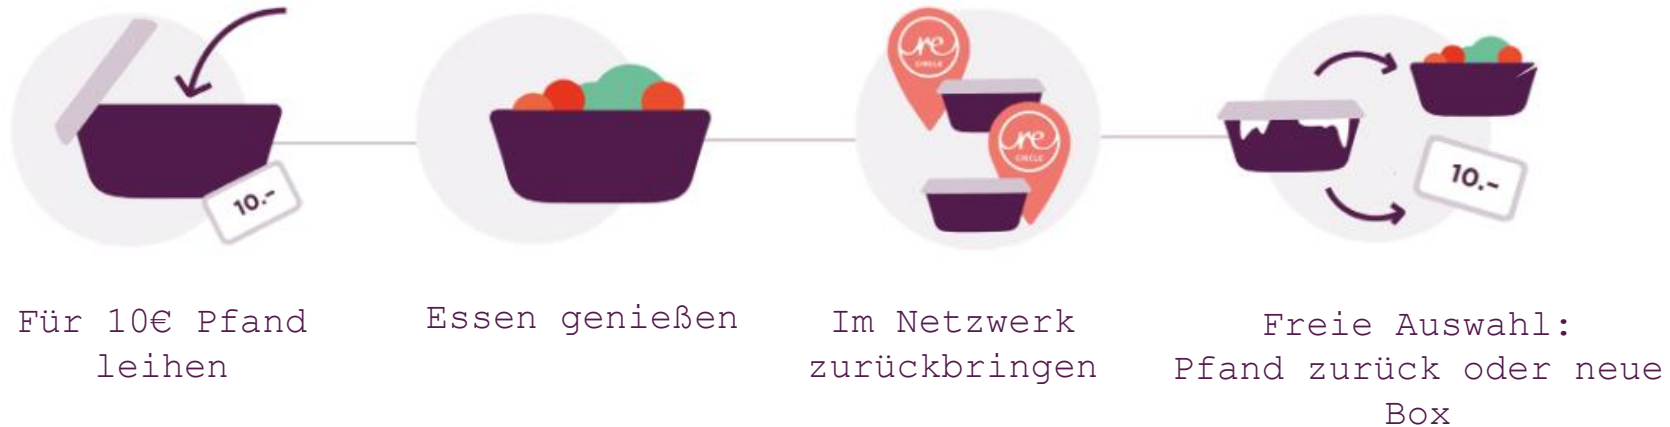 10.-
re
CIRCLE
re
CIRCLE
10.-
Für 10€ Pfand
leihen
Essen genießen
Im Netzwerk
zurückbringen
Freie Auswahl:
Pfand zurück oder neue
Box